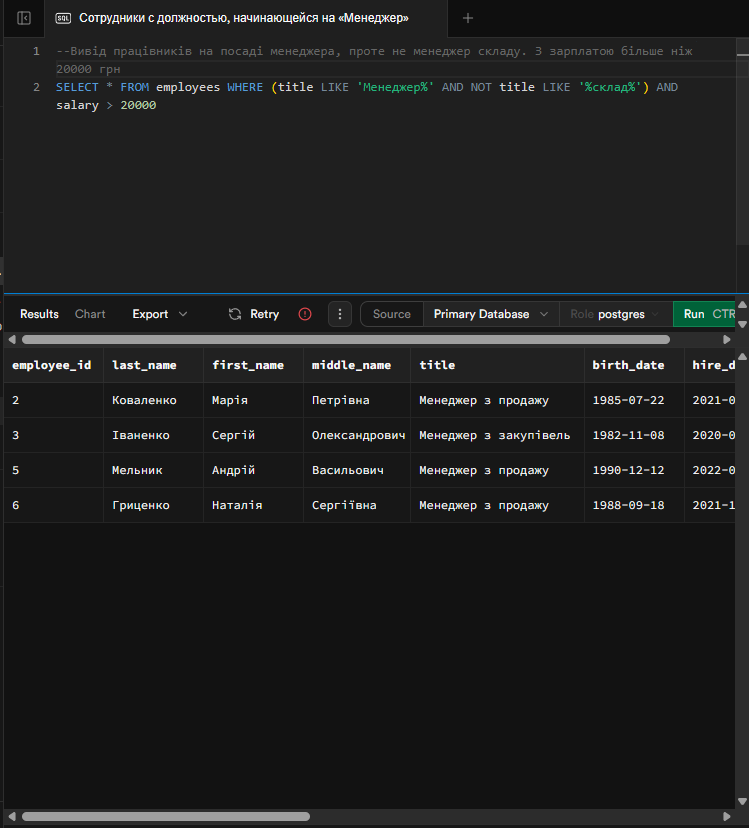 SQL Сотрудники с должностью, начинающейся на «Менеджер»
1 --Вивід працівників на посаді менеджера, проте не менеджер складу. З зарплатою більше ніж
20000 грн
2 SELECT * FROM employees WHERE (title LIKE 'Менеджер%' AND NOT title LIKE '%склад%') AND
salary > 20000
Results Chart Export Retry Source Primary Database Role postgres Run CTR
employee_id last_name first_name middle_name title birth_date hire_d
2 Коваленко Марія Петрівна Менеджер з продажу 1985-07-22 2021-0
3 Іваненко Сергій Олександрович Менеджер з закупівель 1982-11-08 2020-0
5 Мельник Андрій Васильович Менеджер з продажу 1990-12-12 2022-0
6 Гриценко Наталія Сергіївна Менеджер з продажу 1988-09-18 2021-1